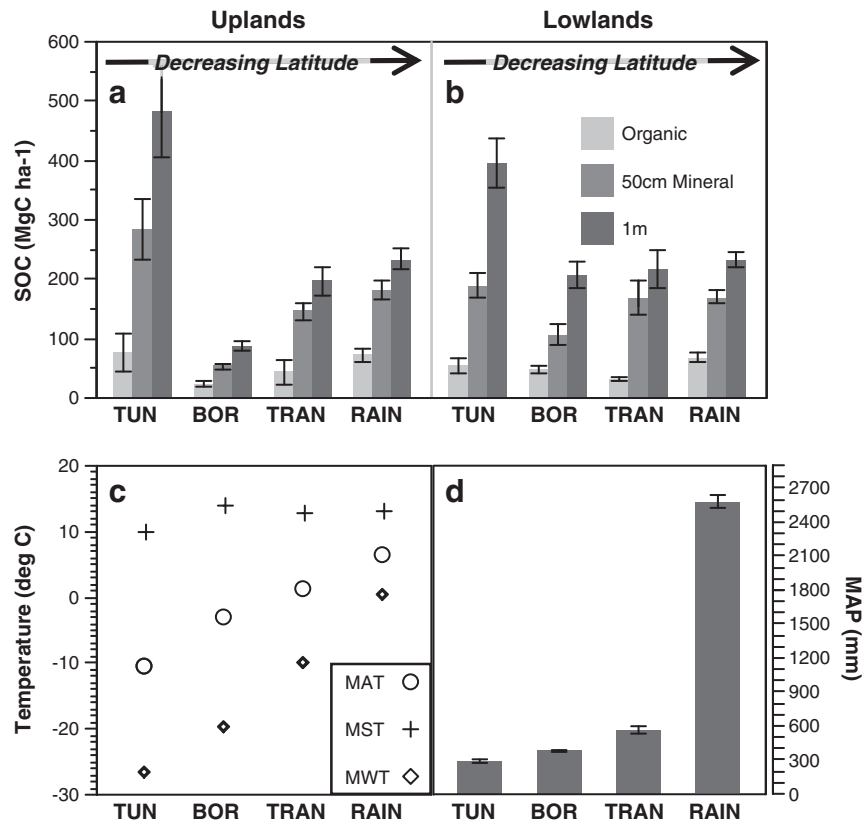 Uplands
Lowlands
600
500
400
300
200
100
0
SOC (MgC ha-1)
Decreasing Latitude
a
Decreasing Latitude
b
Organic
50cm Mineral
1m
TUN BOR TRAN RAIN
TUN BOR TRAN RAIN
20
10
0
-10
-20
-30
Temperature (deg C)
c
MAT
MST
MWT
d
2700
2400
2100
1800
1500
1200
900
600
300
0
MAP (mm)
TUN BOR TRAN RAIN
TUN BOR TRAN RAIN